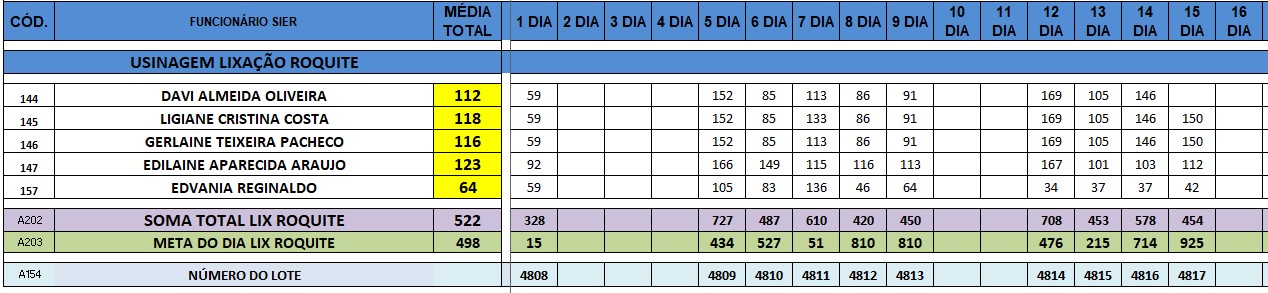 CÓD. FUNCIONÁRIO SIER MÉDIA TOTAL 1 DIA 2 DIA 3 DIA 4 DIA 5 DIA 6 DIA 7 DIA 8 DIA 9 DIA 10 DIA 11 DIA 12 DIA 13 DIA 14 DIA 15 DIA 16 DIA
USINAGEM LIXAÇÃO ROQUITE
144 DAVI ALMEIDA OLIVEIRA 112 59 152 85 113 86 91 169 105 146
145 LIGIANE CRISTINA COSTA 118 59 152 85 133 86 91 169 105 146 150
146 GERLAINE TEIXEIRA PACHECO 116 59 152 85 113 86 91 169 105 146 150
147 EDILAINE APARECIDA ARAUJO 123 92 166 149 115 116 113 167 101 103 112
157 EDVANIA REGINALDO 64 59 105 83 136 46 64 34 37 37 42
A202 SOMA TOTAL LIX ROQUITE 522 328 727 487 610 420 450 708 453 578 454
A203 META DO DIA LIX ROQUITE 498 15 434 527 51 810 810 476 215 714 925
A154 NÚMERO DO LOTE 4808 4809 4810 4811 4812 4813 4814 4815 4816 4817